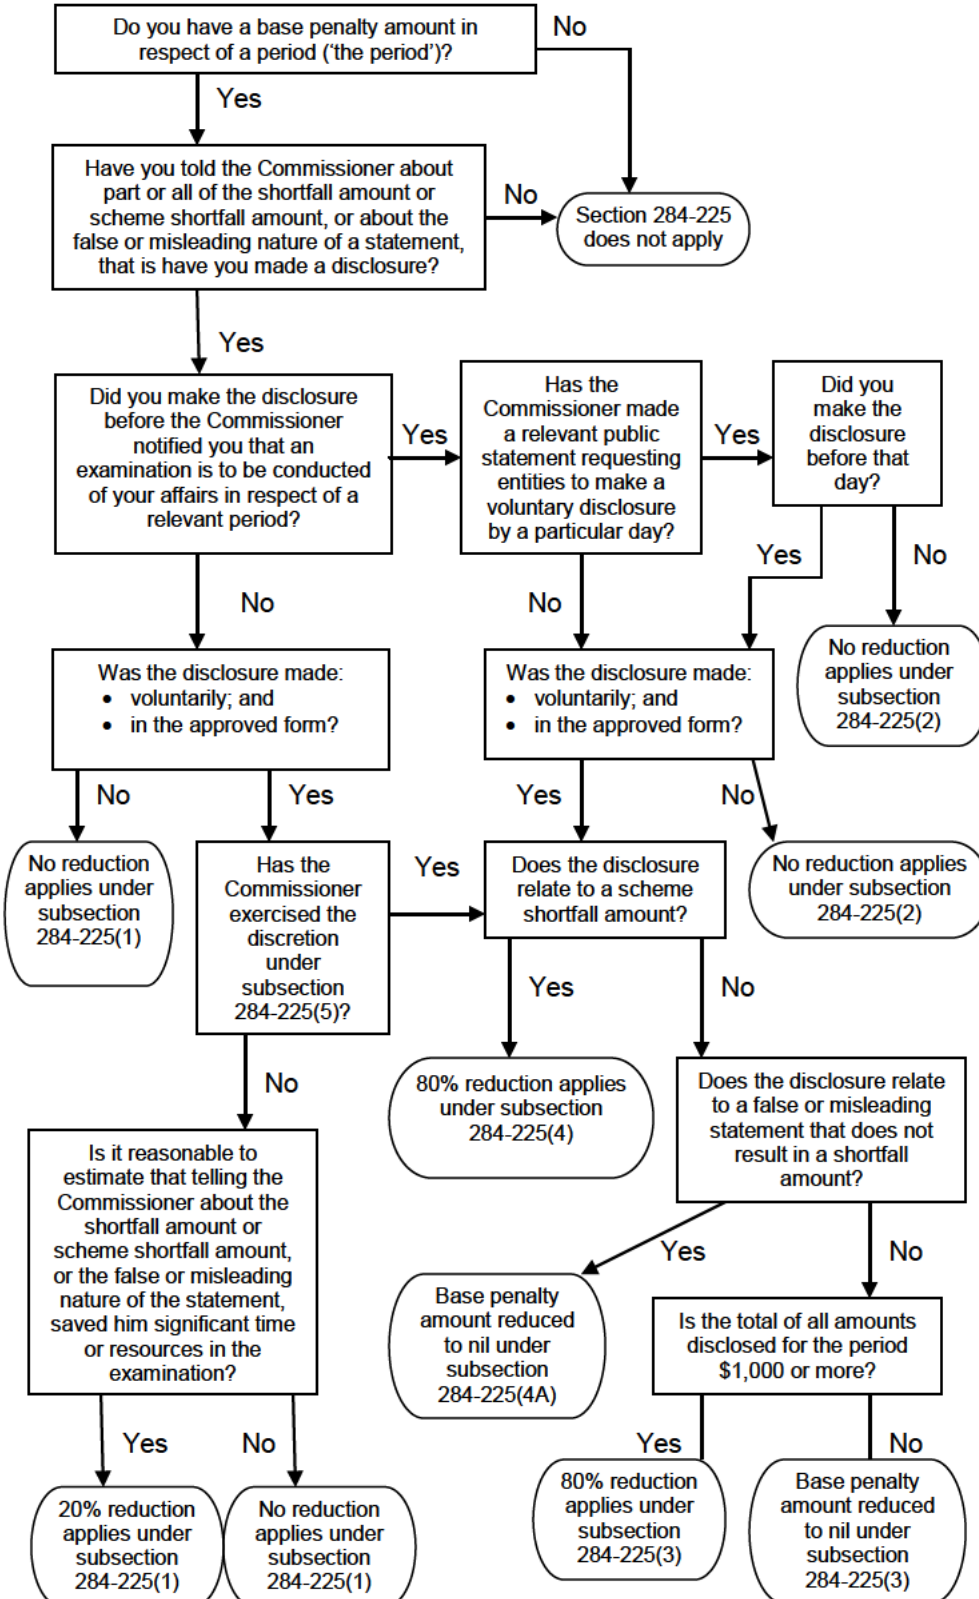 Do you have a base penalty amount in
respect of a period ('the period')?
No
Yes
Have you told the Commissioner about
part or all of the shortfall amount or
scheme shortfall amount, or about the
false or misleading nature of a statement,
that is have you made a disclosure?
No
Section 284-225
does not apply
Yes
Did you make the disclosure
before the Commissioner
notified you that an
examination is to be conducted
of your affairs in respect of a
relevant period?
Yes
Has the
Commissioner made
a relevant public
statement requesting
entities to make a
voluntary disclosure
by a particular day?
Yes
Did you
make the
disclosure
before that
day?
No
No
Yes
No
No reduction
applies under
subsection
284-225(2)
Was the disclosure made:
• voluntarily; and
• in the approved form?
Was the disclosure made:
• voluntarily; and
• in the approved form?
No
Yes
Yes
No
No reduction
applies under
subsection
284-225(1)
Has the
Commissioner
exercised the
discretion
under
subsection
284-225(5)?
Yes
Does the disclosure
relate to a scheme
shortfall amount?
No reduction applies
under subsection
284-225(2)
Yes
No
No
80% reduction applies
under subsection
284-225(4)
Does the disclosure relate
to a false or misleading
statement that does not
result in a shortfall
amount?
Is it reasonable to
estimate that telling the
Commissioner about the
shortfall amount or
scheme shortfall amount,
or the false or misleading
nature of the statement,
saved him significant time
or resources in the
examination?
Yes
No
Base penalty
amount reduced
to nil under
subsection
284-225(4A)
Is the total of all amounts
disclosed for the period
$1,000 or more?
Yes
No
Yes
No
20% reduction
applies under
subsection
284-225(1)
No reduction
applies under
subsection
284-225(1)
80% reduction
applies under
subsection
284-225(3)
Base penalty
amount reduced
to nil under
subsection
284-225(3)